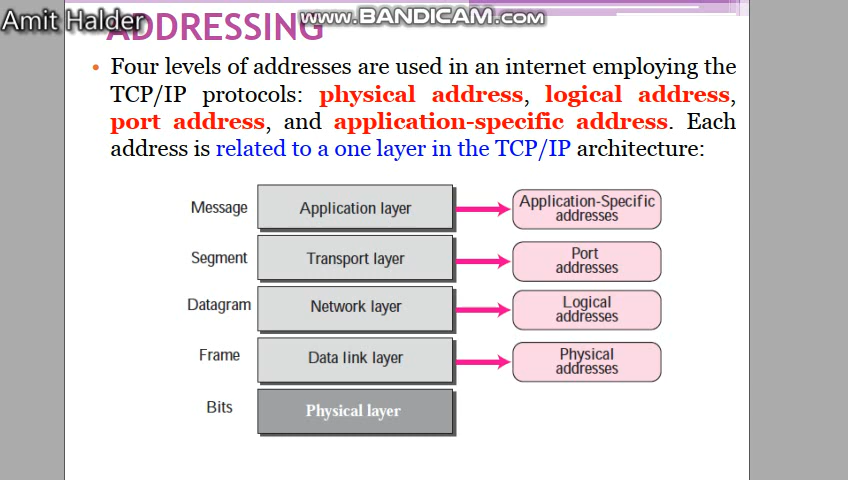 Amit Halder
www.BANDICAM.com
ADDRESSING
• Four levels of addresses are used in an internet employing the
TCP/IP protocols: physical address, logical address,
port address, and application-specific address. Each
address is related to a one layer in the TCP/IP architecture:
Message Application layer Application-Specific
addresses
Segment Transport layer Port
addresses
Datagram Network layer Logical
addresses
Frame Data link layer Physical
addresses
Bits Physical layer